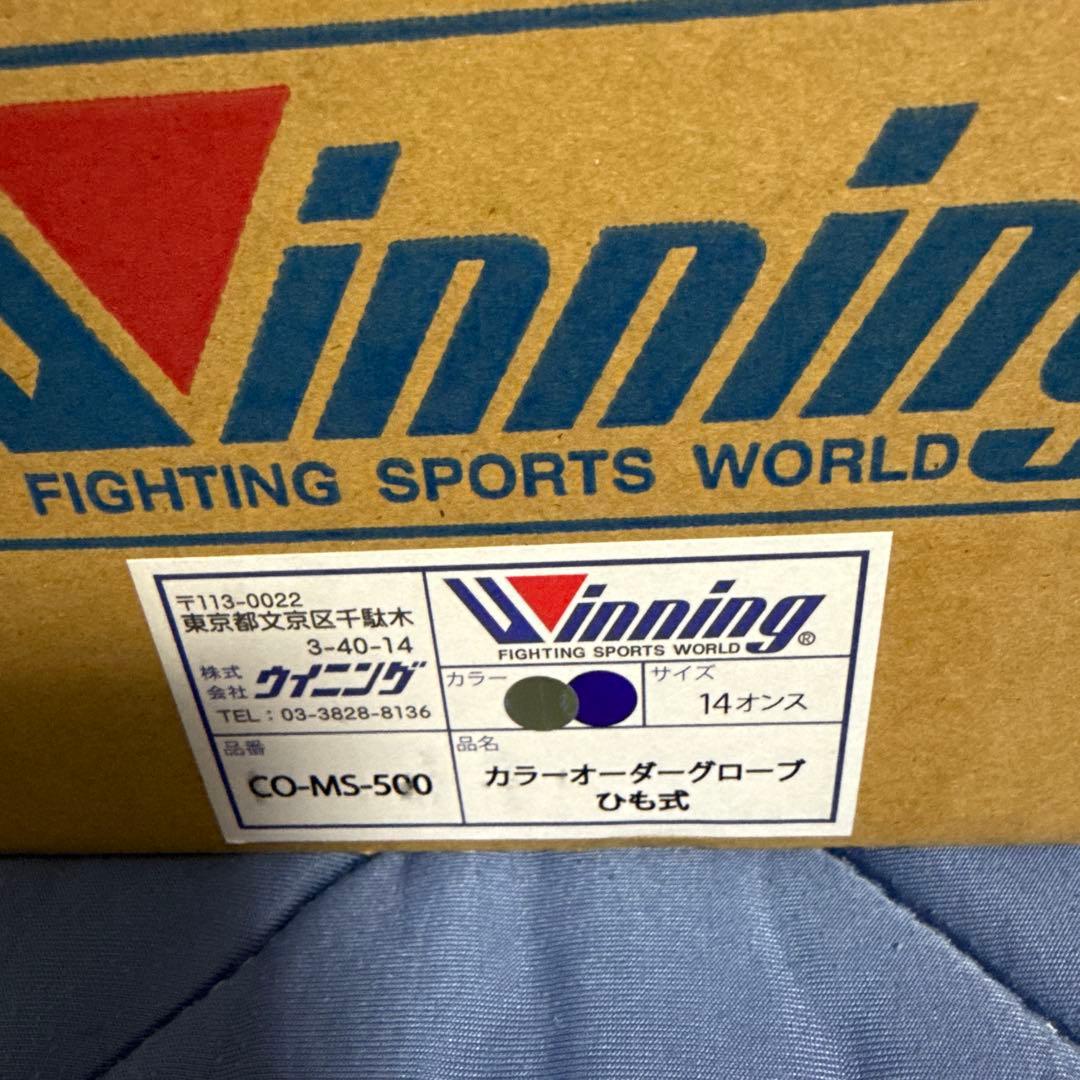 Winning
FIGHTING SPORTS WORLD
〒113-0022
東京都文京区千駄木
3-40-14
株式会社 ウイニング
TEL：03-3828-8136
Winning®
FIGHTING SPORTS WORLD
カラー
サイズ
14オンス
品番
CO-MS-500
品名
カラーオーダーグローブ
ひも式